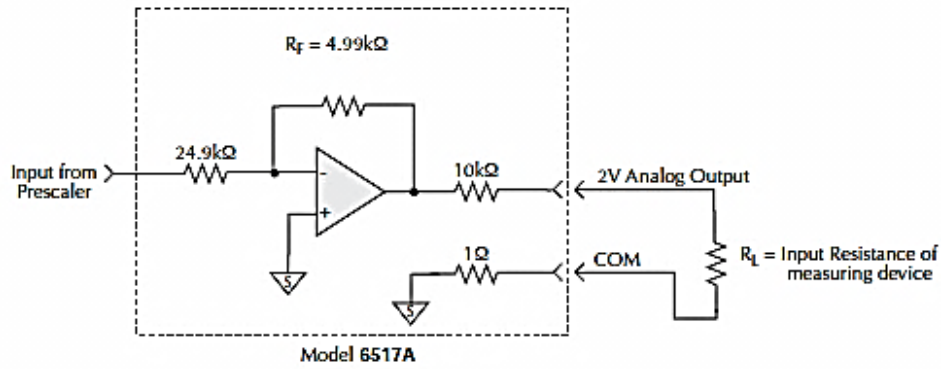 R_F = 4.99kΩ
24.9kΩ
Input from
Prescaler
-
+
10kΩ
2V Analog Output
1Ω
COM
R_L = Input Resistance of
measuring device
S
S
Model 6517A